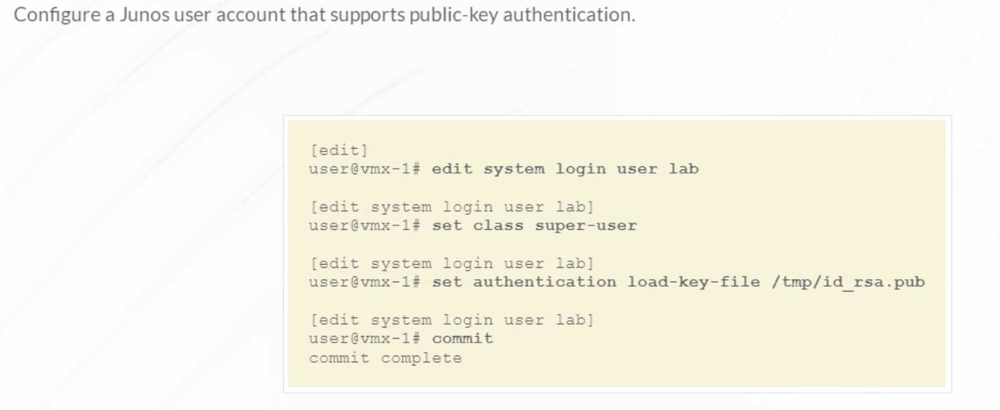 Configure a Junos user account that supports public-key authentication.
[edit]
user@vmx-1# edit system login user lab
[edit system login user lab]
user@vmx-1# set class super-user
[edit system login user lab]
user@vmx-1# set authentication load-key-file /tmp/id_rsa.pub
[edit system login user lab]
user@vmx-1# commit
commit complete